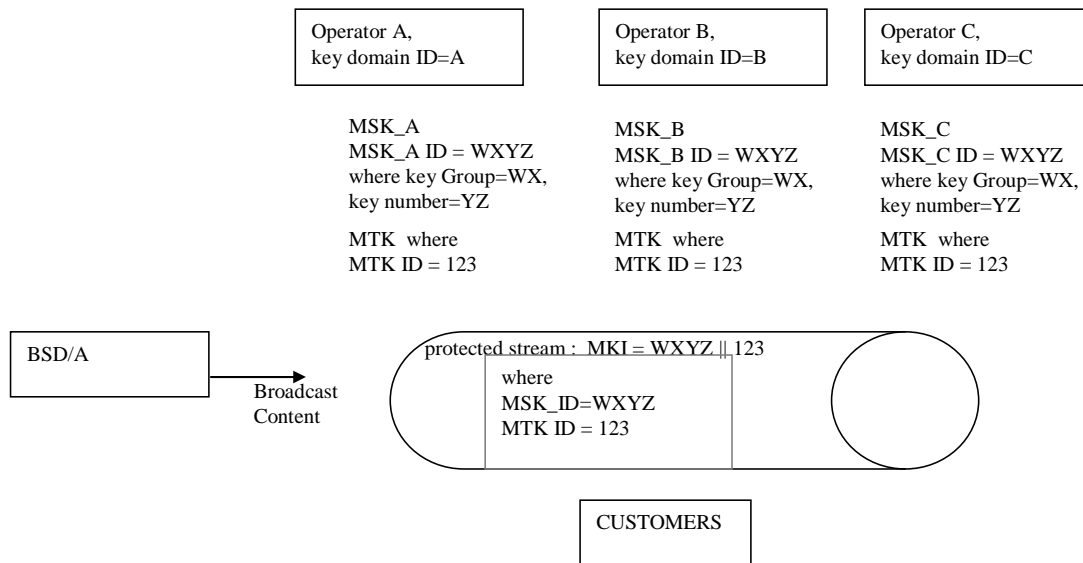 Operator A,
key domain ID=A
Operator B,
key domain ID=B
Operator C,
key domain ID=C
MSK_A
MSK_A ID = WXYZ
where key Group=WX,
key number=YZ
MTK where
MTK ID = 123
MSK_B
MSK_B ID = WXYZ
where key Group=WX,
key number=YZ
MTK where
MTK ID = 123
MSK_C
MSK_C ID = WXYZ
where key Group=WX,
key number=YZ
MTK where
MTK ID = 123
BSD/A
Broadcast
Content
protected stream : MKI = WXYZ || 123
where
MSK_ID=WXYZ
MTK ID = 123
CUSTOMERS